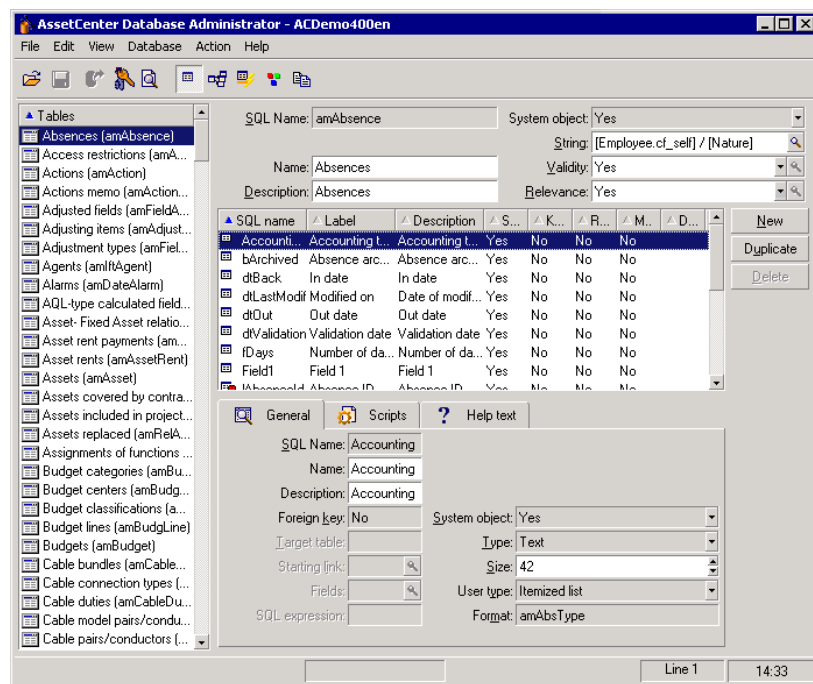 AssetCenter Database Administrator - ACDemo400en
File Edit View Database Action Help
Tables
Absences (amAbsence)
Access restrictions (amA...
Actions (amAction)
Actions memo (amAction...
Adjusted fields (amFieldA...
Adjusting items (amAdjust...
Adjustment types (amFiel...
Agents (amIftAgent)
Alarms (amDateAlarm)
AQL-type calculated field...
Asset- Fixed Asset relatio...
Asset rent payments (am...
Asset rents (amAssetRent)
Assets (amAsset)
Assets covered by contra...
Assets included in project...
Assets replaced (amRelA...
Assignments of functions ...
Budget categories (amBu...
Budget centers (amBudg...
Budget classifications (a...
Budget lines (amBudgLine)
Budgets (amBudget)
Cable bundles (amCable...
Cable connection types (...
Cable duties (amCableDu...
Cable model pairs/condu...
Cable pairs/conductors (...
SQL Name: amAbsence System object: Yes
String: [Employee.cf_self] / [Nature]
Name: Absences Validity: Yes
Description: Absences Relevance: Yes
SQL name Label Description S... K... R... M.. D...
Accounti... Accounting t... Accounting t... Yes No No No
bArchived Absence arc... Absence arc... Yes No No No
dtBack In date In date Yes No No No
dtLastModif Modified on Date of modif... Yes No No No
dtOut Out date Out date Yes No No No
dtValidation Validation date Validation date Yes No No No
fDays Number of da... Number of da... Yes No No No
Field1 Field 1 Field 1 Yes No No No
lAbsenceId Absence ID Absence ID Yes No No No
New
Duplicate
Delete
General Scripts ? Help text
SQL Name: Accounting
Name: Accounting
Description: Accounting
Foreign key: No System object: Yes
Target table: Type: Text
Starting link: Size: 42
Fields: User type: Itemized list
SQL expression: Format: amAbsType
Line 1 14:33